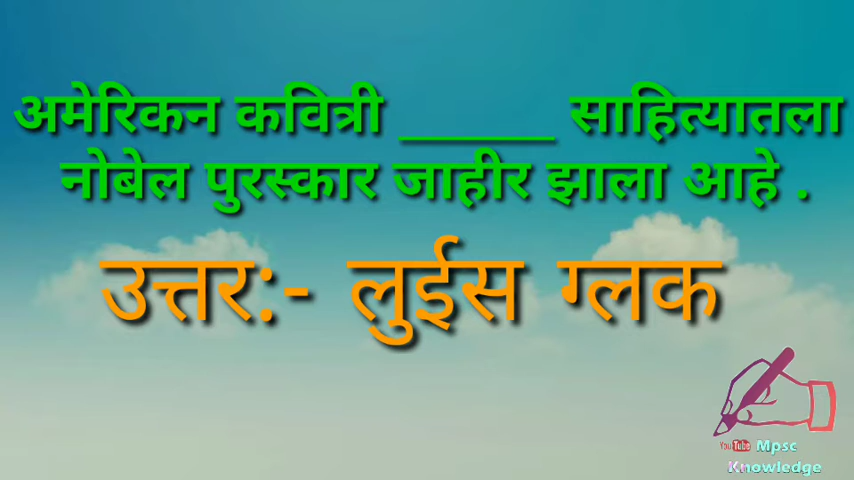 अमेरिकन कवित्री ______ साहित्यातला
नोबेल पुरस्कार जाहीर झाला आहे .
उत्तर:- लुईस ग्लक
YouTube Mpsc
Knowledge